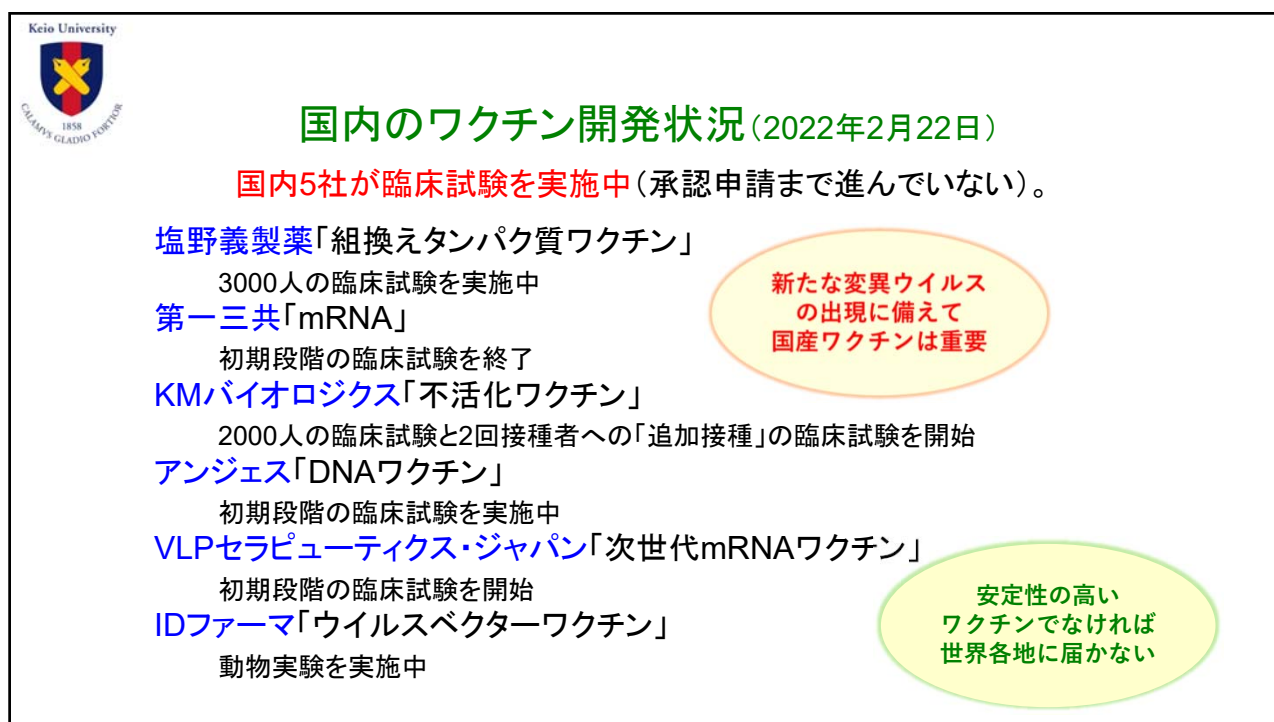 Keio University
CALAMVS GLADIO FORTIOR
1858
国内のワクチン開発状況(2022年2月22日)
国内5社が臨床試験を実施中(承認申請まで進んでいない)。
塩野義製薬「組換えタンパク質ワクチン」
3000人の臨床試験を実施中
第一三共「mRNA」
初期段階の臨床試験を終了
KMバイオロジクス「不活化ワクチン」
2000人の臨床試験と2回接種者への「追加接種」の臨床試験を開始
アンジェス「DNAワクチン」
初期段階の臨床試験を実施中
VLPセラピューティクス・ジャパン「次世代mRNAワクチン」
初期段階の臨床試験を開始
IDファーマ「ウイルスベクターワクチン」
動物実験を実施中
新たな変異ウイルス
の出現に備えて
国産ワクチンは重要
安定性の高い
ワクチンでなければ
世界各地に届かない